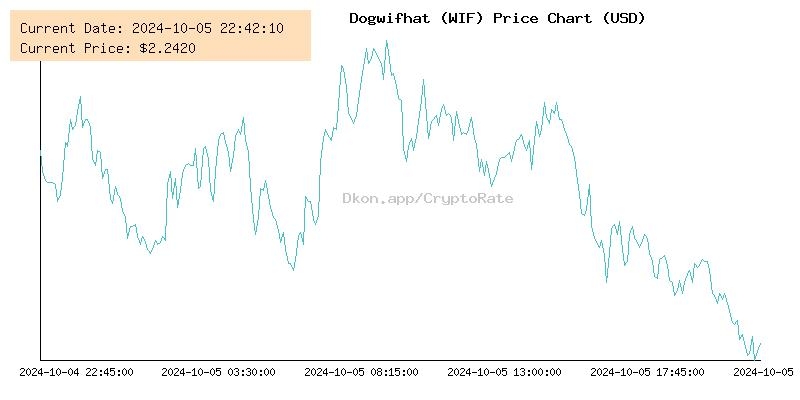 Dogwifhat (WIF) Price Chart (USD)
Current Date: 2024-10-05 22:42:10
Current Price: $2.2420
Dkon.app/CryptoRate
2024-10-04 22:45:00 2024-10-05 03:30:00 2024-10-05 08:15:00 2024-10-05 13:00:00 2024-10-05 17:45:00 2024-10-05